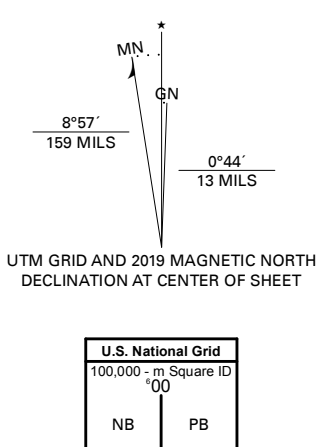 ★
MN
GN
8°57´
159 MILS
0°44´
13 MILS
UTM GRID AND 2019 MAGNETIC NORTH
DECLINATION AT CENTER OF SHEET
U.S. National Grid
100,000 - m Square ID
⁶00
NB PB